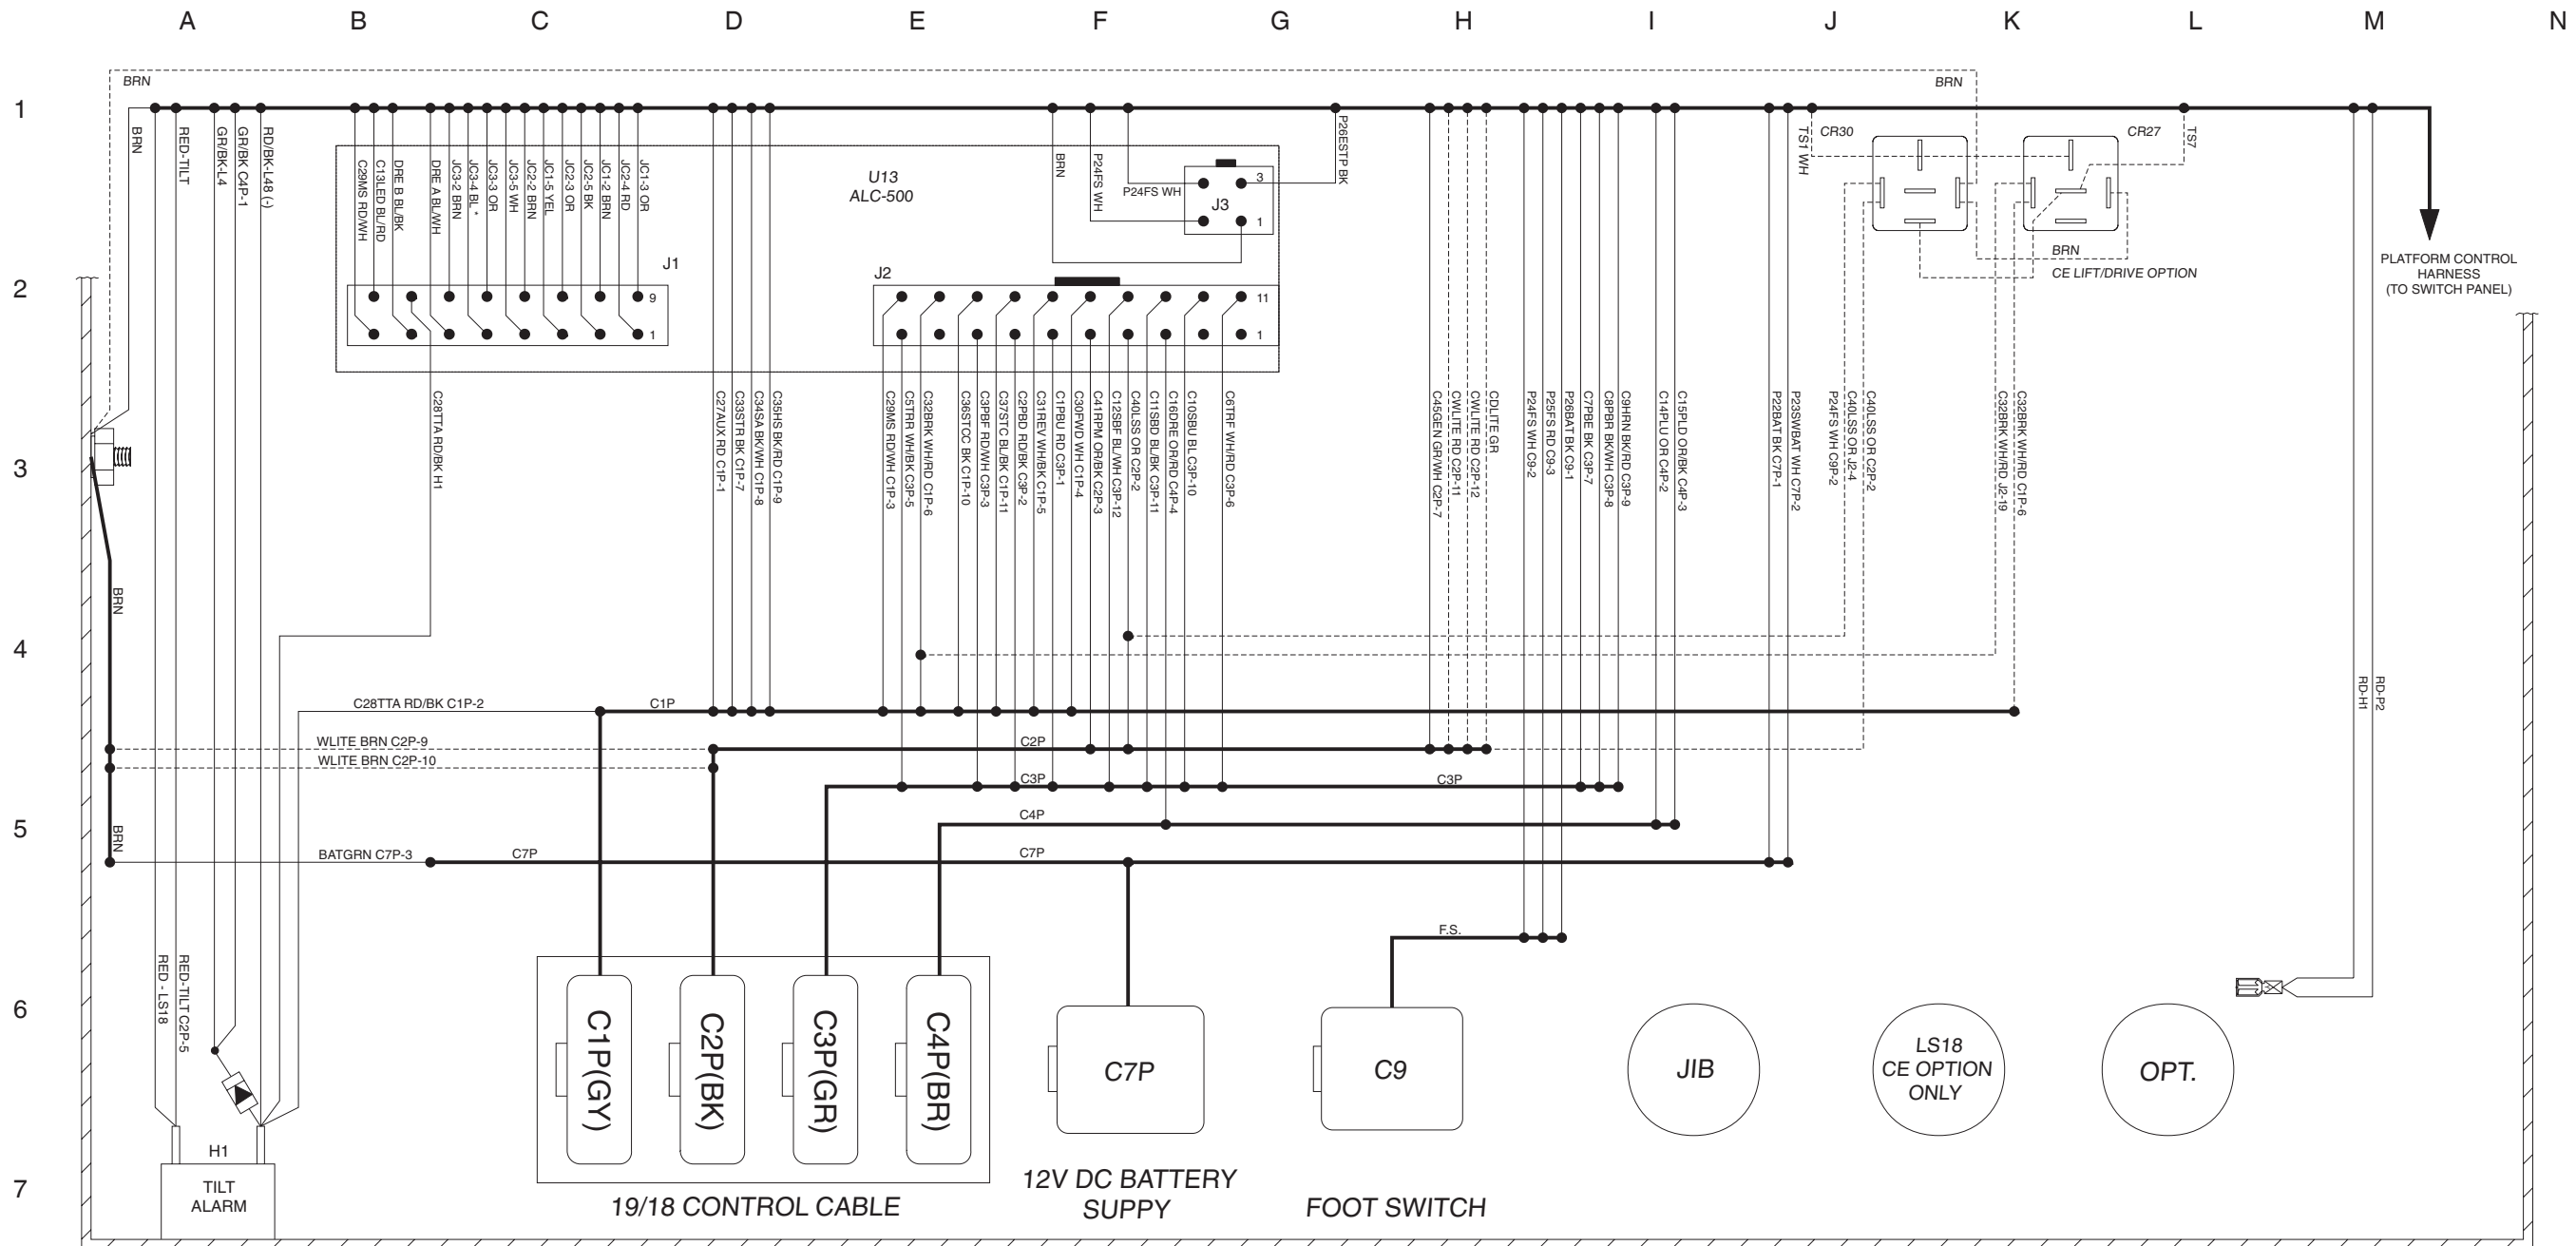 A B C D E F G H I J K L M N
1
2
3
4
5
6
7
BRN
BRN
BRN
RED-TILT
GR/BK-L4
GR/BK C4P-1
RD/BK-L48 (-)
C29MS RD/WH
C13LED BL/RD
DRE B BL/BK
DRE A BL/WH
JC3-2 BRN
JC3-4 BL *
JC3-3 OR
JC3-5 WH
JC2-2 BRN
JC1-5 YEL
JC2-3 OR
JC2-5 BK
JC1-2 BRN
JC2-4 RD
JC1-3 OR
U13
ALC-500
BRN
P24FS WH
P24FS WH
3
J3
1
P26ESTP BK
TS1 WH
CR30
CR27
TS7
BRN
CE LIFT/DRIVE OPTION
PLATFORM CONTROL
HARNESS
(TO SWITCH PANEL)
J1
9
1
J2
11
1
C28TTA RD/BK H1
C27AUX RD C1P-1
C33STR BK C1P-7
C34SA BK/WH C1P-8
C35HS BK/RD C1P-9
C29MS RD/WH C1P-3
C5TRR WH/BK C3P-5
C32BRK WH/RD C1P-6
C36STCC BK C1P-10
C3PBF RD/WH C3P-3
C37STC BL/BK C1P-11
C2PBD RD/BK C3P-2
C31REV WH/BK C1P-5
C1PBU RD C3P-1
C30FWD WH C1P-4
C41RPM OR/BK C2P-3
C12SBF BL/WH C3P-12
C40LSS OR C2P-2
C11SBD BL/BK C3P-11
C16DRE OR/RD C4P-4
C10SBU BL C3P-10
C6TRF WH/RD C3P-6
C45GEN GR/WH C2P-7
CWLITE RD C2P-11
CWLITE RD C2P-12
CDLITE GR
P24FS WH C9-2
P25FS RD C9-3
P26BAT BK C9-1
C7PBE BK C3P-7
C8PBR BK/WH C3P-8
C9HRN BK/RD C3P-9
C14PLU OR C4P-2
C15PLD OR/BK C4P-3
P22BAT BK C7P-1
P23SWBAT WH C7P-2
P24FS WH C9P-2
C40LSS OR J2-4
C40LSS OR C2P-2
C32BRK WH/RD J2-19
C32BRK WH/RD C1P-6
BRN
RD-H1
RD-P2
C28TTA RD/BK C1P-2
C1P
WLITE BRN C2P-9
C2P
WLITE BRN C2P-10
C3P
C3P
C4P
BRN
BATGRN C7P-3
C7P
C7P
F.S.
RED - LS18
RED-TILT C2P-5
C1P(GY)
C2P(BK)
C3P(GR)
C4P(BR)
C7P
C9
JIB
LS18
CE OPTION
ONLY
OPT.
H1
TILT
ALARM
19/18 CONTROL CABLE
12V DC BATTERY
SUPPY
FOOT SWITCH